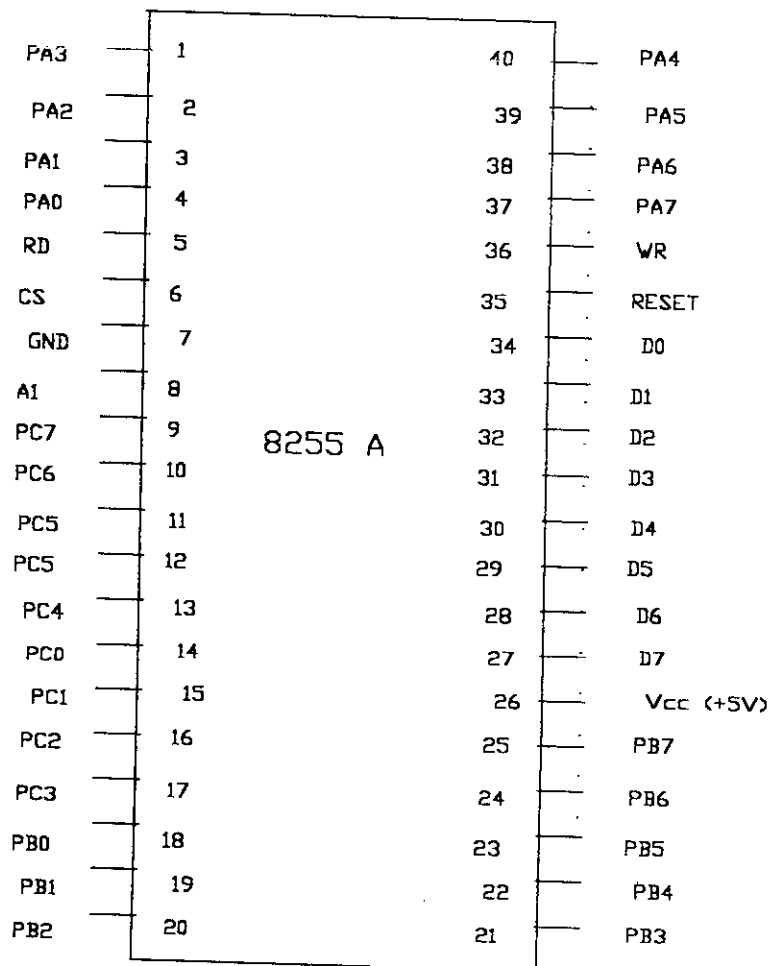 PA3 1 40 PA4
PA2 2 39 PA5
PA1 3 38 PA6
PA0 4 37 PA7
RD 5 36 WR
CS 6 35 RESET
GND 7 34 D0
A1 8 33 D1
PC7 9 32 D2
8255 A
PC6 10 31 D3
PC5 11 30 D4
PC5 12 29 D5
PC4 13 28 D6
PC0 14 27 D7
PC1 15 26 Vcc (+5V)
PC2 16 25 PB7
PC3 17 24 PB6
PB0 18 23 PB5
PB1 19 22 PB4
PB2 20 21 PB3